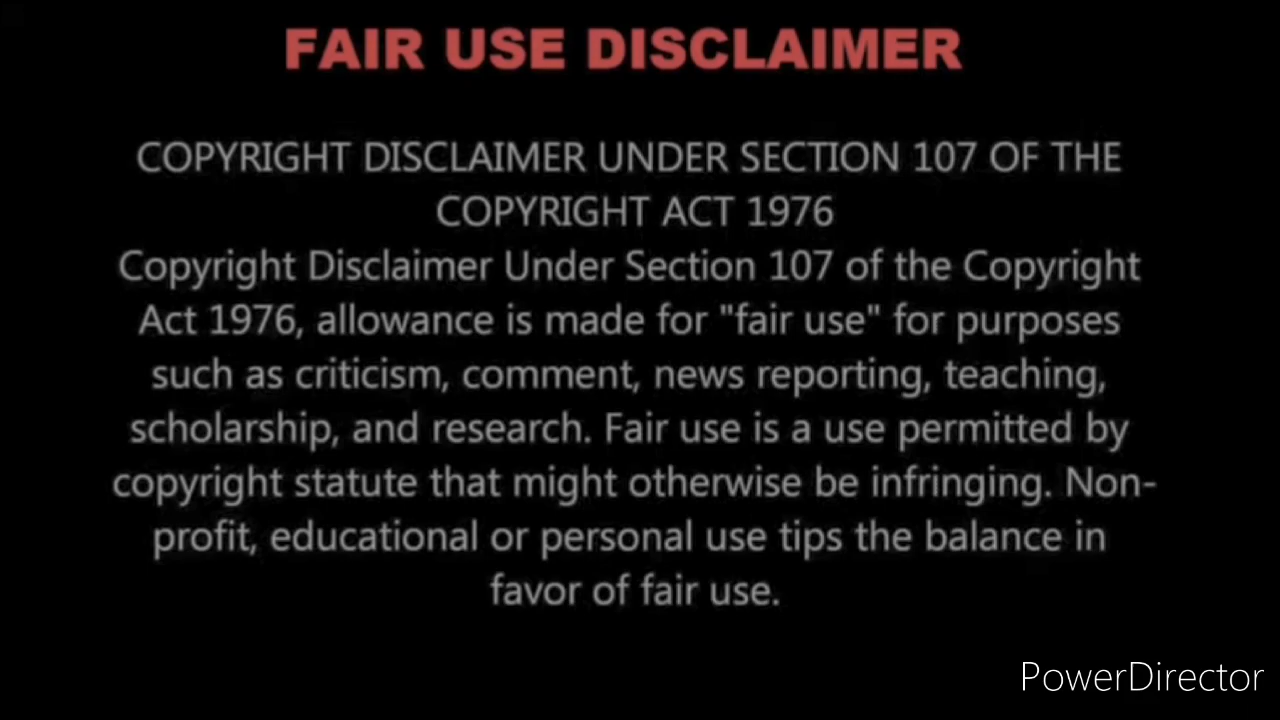 FAIR USE DISCLAIMER
COPYRIGHT DISCLAIMER UNDER SECTION 107 OF THE
COPYRIGHT ACT 1976
Copyright Disclaimer Under Section 107 of the Copyright
Act 1976, allowance is made for "fair use" for purposes
such as criticism, comment, news reporting, teaching,
scholarship, and research. Fair use is a use permitted by
copyright statute that might otherwise be infringing. Non-
profit, educational or personal use tips the balance in
favor of fair use.
PowerDirector